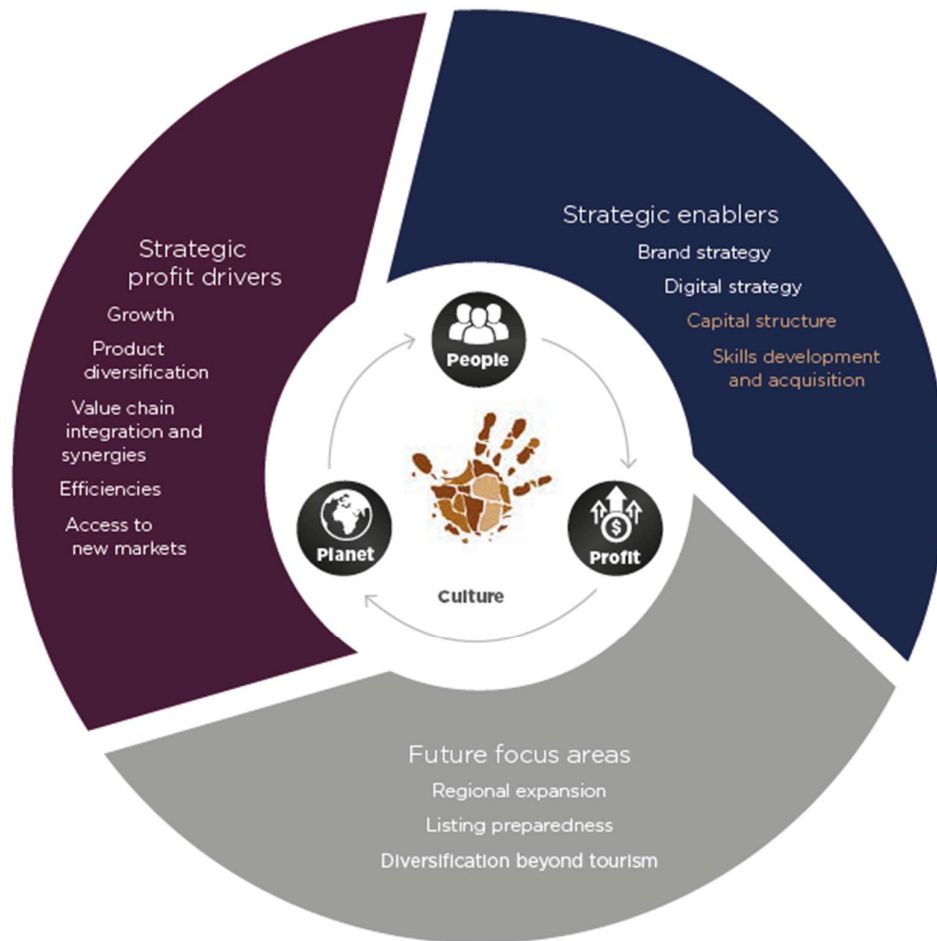 Strategic
profit drivers
Growth
Product
diversification
Value chain
integration and
synergies
Efficiencies
Access to
new markets
Strategic enablers
Brand strategy
Digital strategy
Capital structure
Skills development
and acquisition
People
Planet
$
Profit
Culture
Future focus areas
Regional expansion
Listing preparedness
Diversification beyond tourism